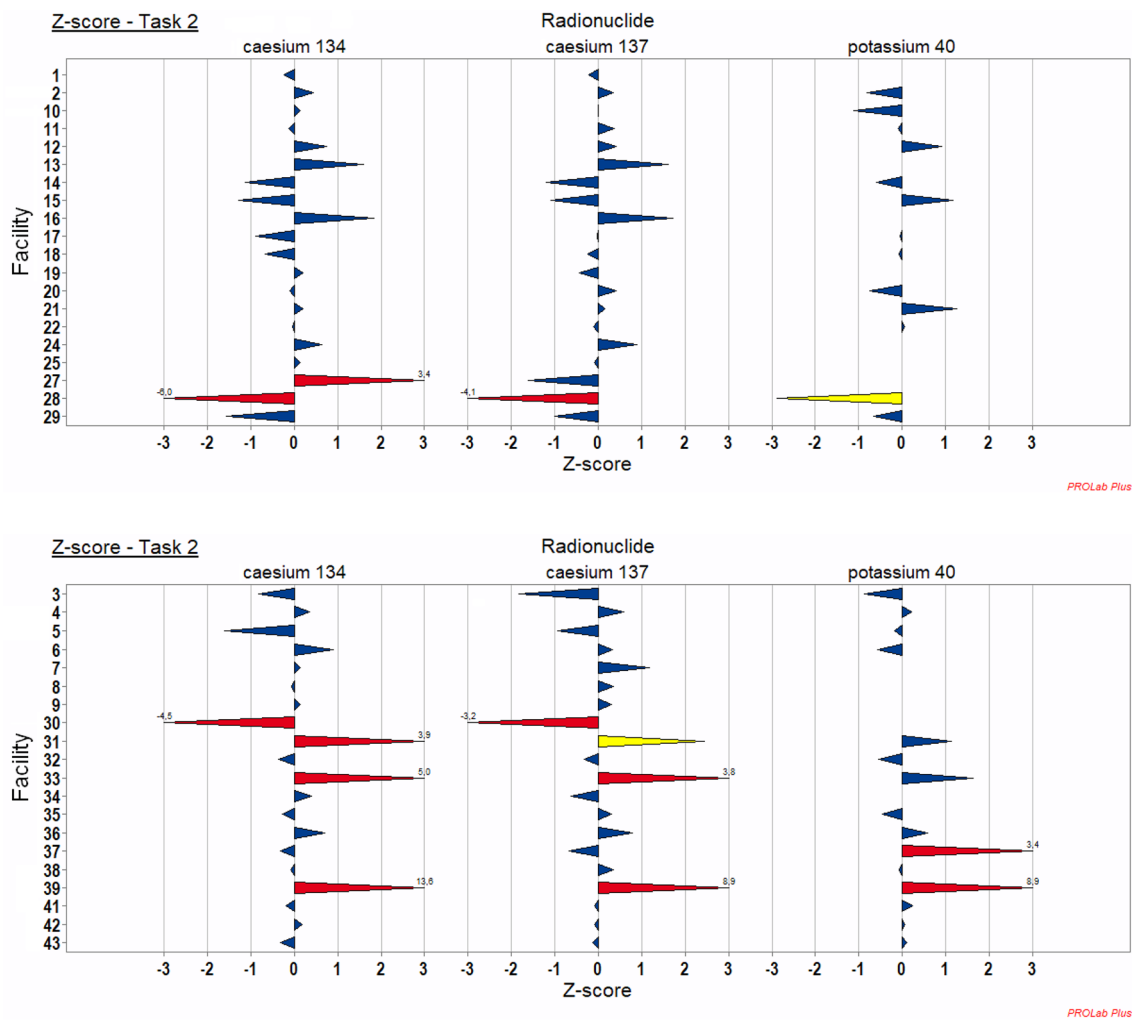 Z-score - Task 2
Radionuclide
caesium 134 caesium 137 potassium 40
Facility
1
2
10
11
12
13
14
15
16
17
18
19
20
21
22
24
25
27 3,4
28 -6,0 -4,1
29
-3 -2 -1 0 1 2 3 -3 -2 -1 0 1 2 3 -3 -2 -1 0 1 2 3
Z-score
PROLab Plus
Z-score - Task 2
Radionuclide
caesium 134 caesium 137 potassium 40
Facility
3
4
5
6
7
8
9
30 -4,5 -3,2
31 3,9
32
33 5,0 3,8
34
35
36
37 3,4
38
39 13,6 8,9 8,9
41
42
43
-3 -2 -1 0 1 2 3 -3 -2 -1 0 1 2 3 -3 -2 -1 0 1 2 3
Z-score
PROLab Plus